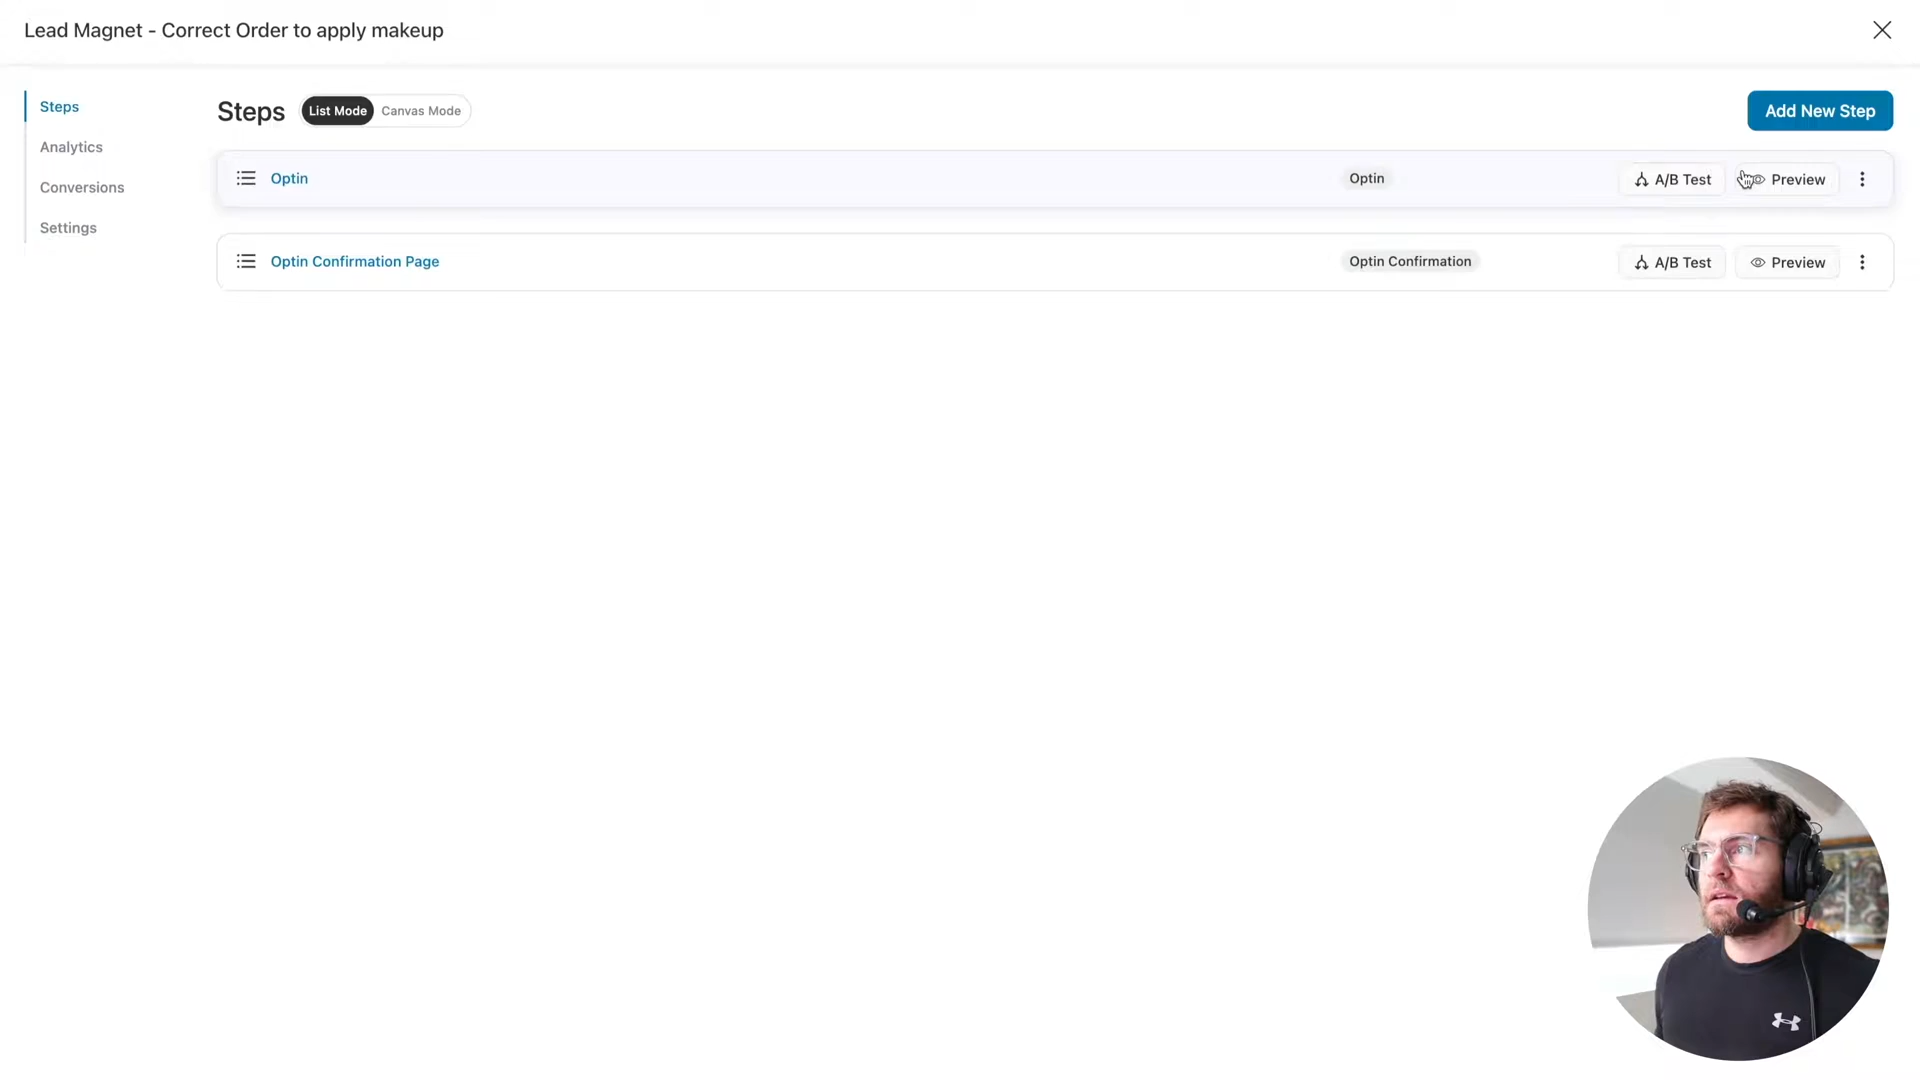 Lead Magnet - Correct Order to apply makeup
Steps
Analytics
Conversions
Settings
Steps
List Mode
Canvas Mode
Add New Step
Optin
Optin
A/B Test
Preview
Optin Confirmation Page
Optin Confirmation
A/B Test
Preview